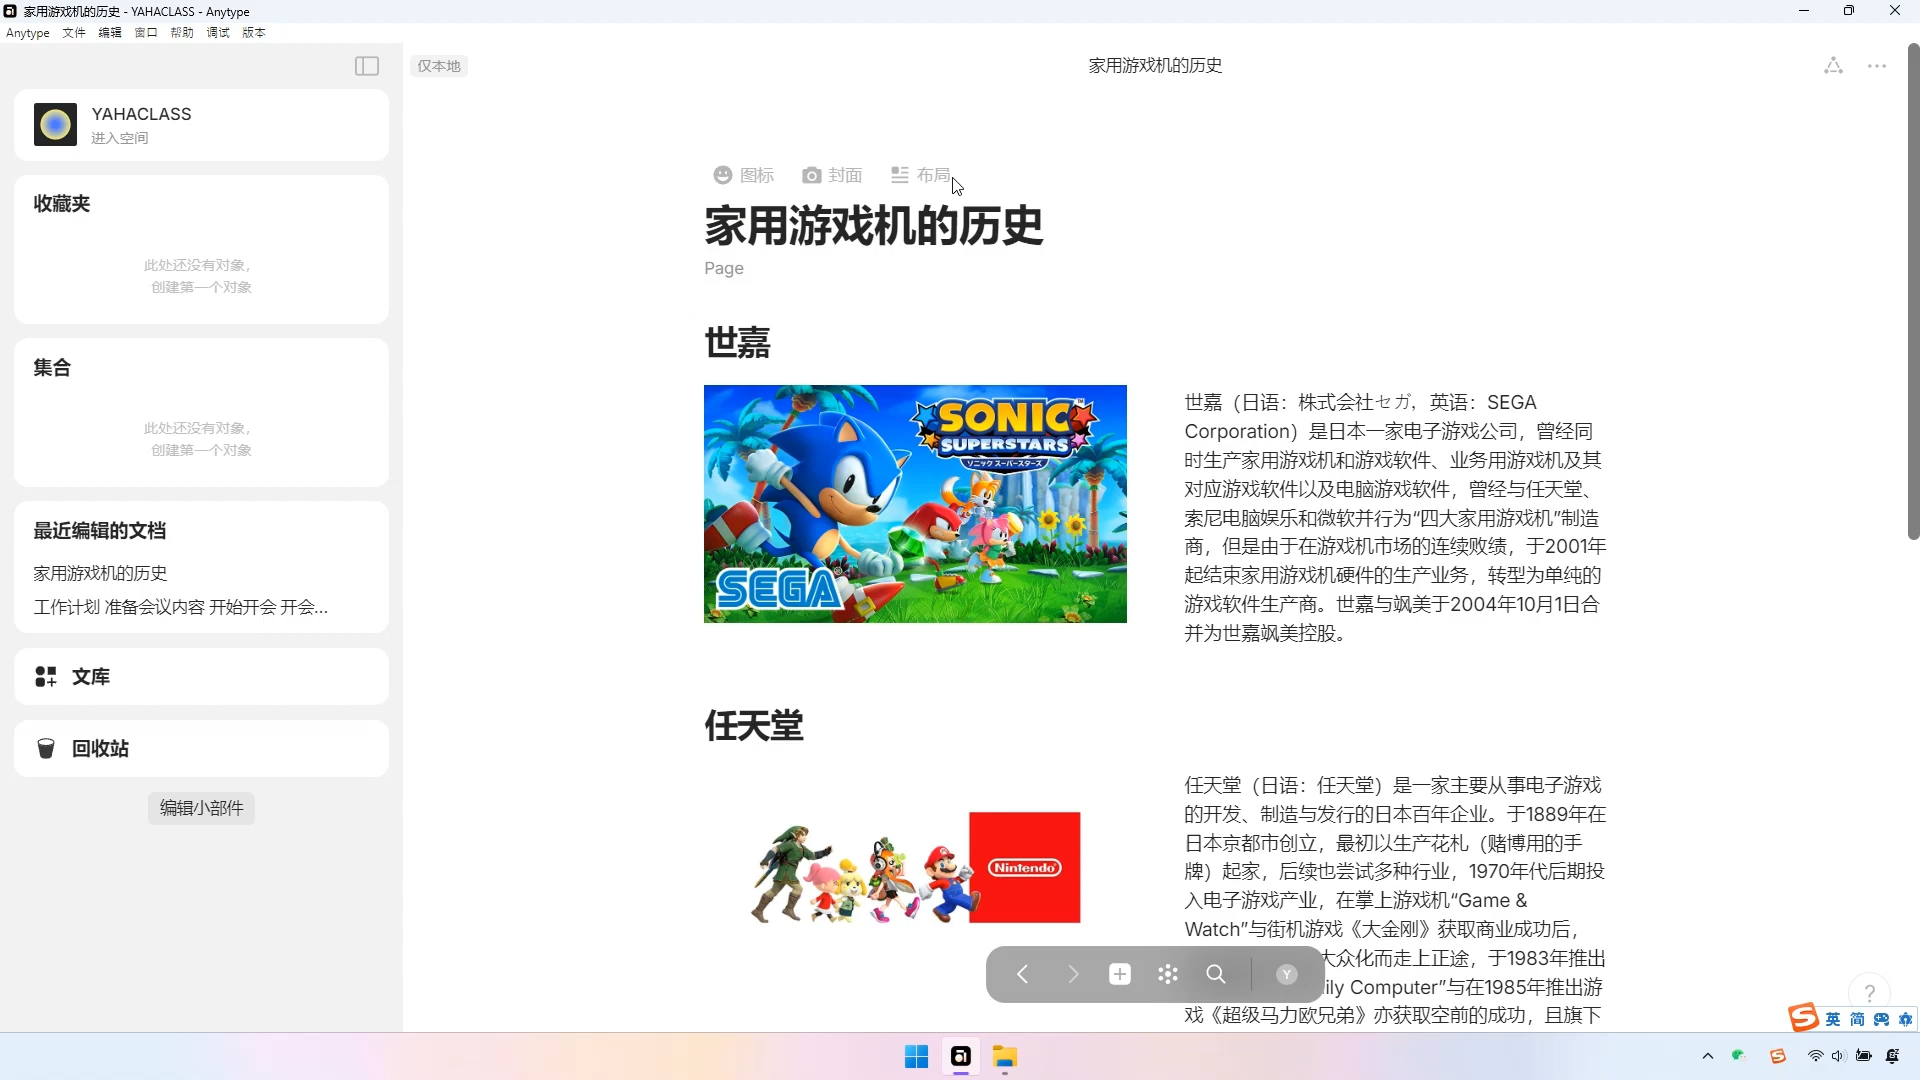 家用游戏机的历史 - YAHACLASS - Anytype
Anytype 文件 编辑 窗口 帮助 调试 版本
仅本地
家用游戏机的历史
YAHACLASS
进入空间
收藏夹
此处还没有对象，
创建第一个对象
集合
此处还没有对象，
创建第一个对象
最近编辑的文档
家用游戏机的历史
工作计划 准备会议内容 开始开会 开会...
文库
回收站
编辑小部件
图标 封面 布局
家用游戏机的历史
Page
世嘉
SONIC
SUPERSTARS
ソニック スーパースターズ
SEGA
世嘉（日语：株式会社セガ，英语：SEGA
Corporation）是日本一家电子游戏公司，曾经同
时生产家用游戏机和游戏软件、业务用游戏机及其
对应游戏软件以及电脑游戏软件，曾经与任天堂、
索尼电脑娱乐和微软并行为“四大家用游戏机”制造
商，但是由于在游戏机市场的连续败绩，于2001年
起结束家用游戏机硬件的生产业务，转型为单纯的
游戏软件生产商。世嘉与飒美于2004年10月1日合
并为世嘉飒美控股。
任天堂
Nintendo
任天堂（日语：任天堂）是一家主要从事电子游戏
的开发、制造与发行的日本百年企业。于1889年在
日本京都市创立，最初以生产花札（赌博用的手
牌）起家，后续也尝试多种行业，1970年代后期投
入电子游戏产业，在掌上游戏机“Game &
Watch”与街机游戏《大金刚》获取商业成功后，
大众化而走上正途，于1983年推出
ily Computer”与在1985年推出游
戏《超级马力欧兄弟》亦获取空前的成功，且旗下
Y
?
英 简